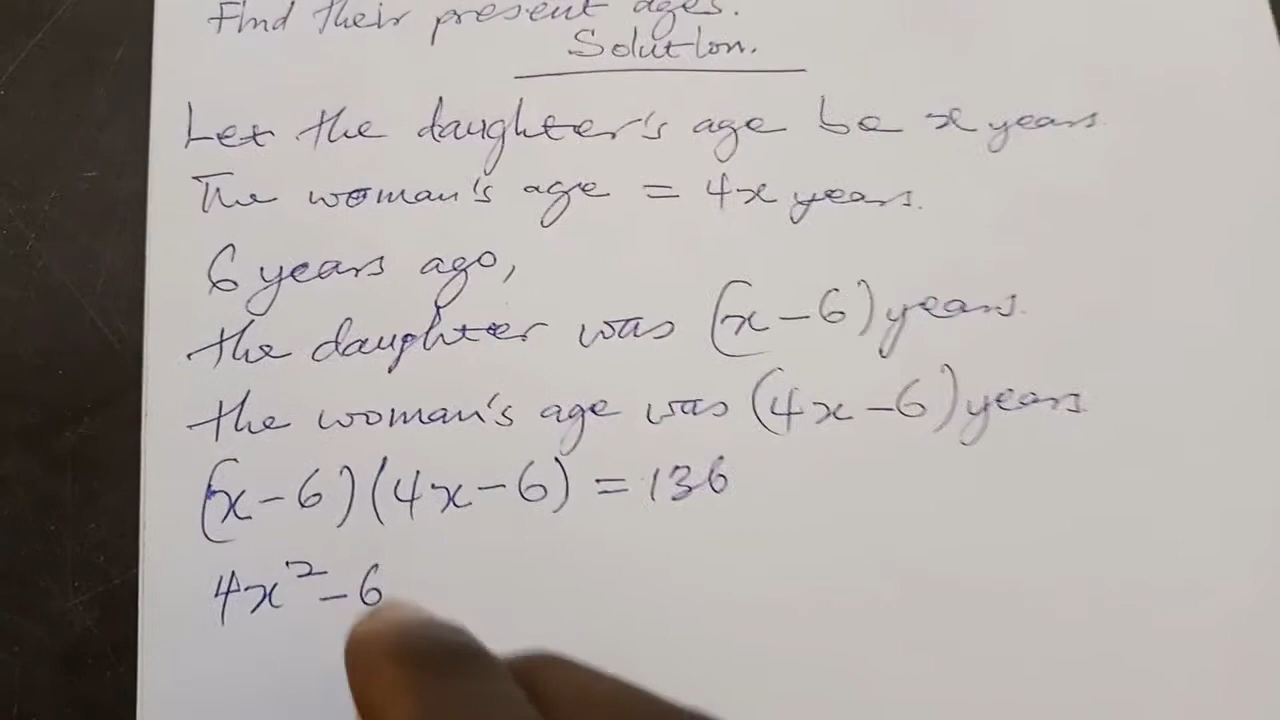 Find their present ages.
Solution.
Let the daughter's age be x years
The woman's age = 4x years.
6 years ago,
the daughter was (x-6) years.
the woman's age was (4x-6) years
(x-6)(4x-6) = 136
4x² - 6